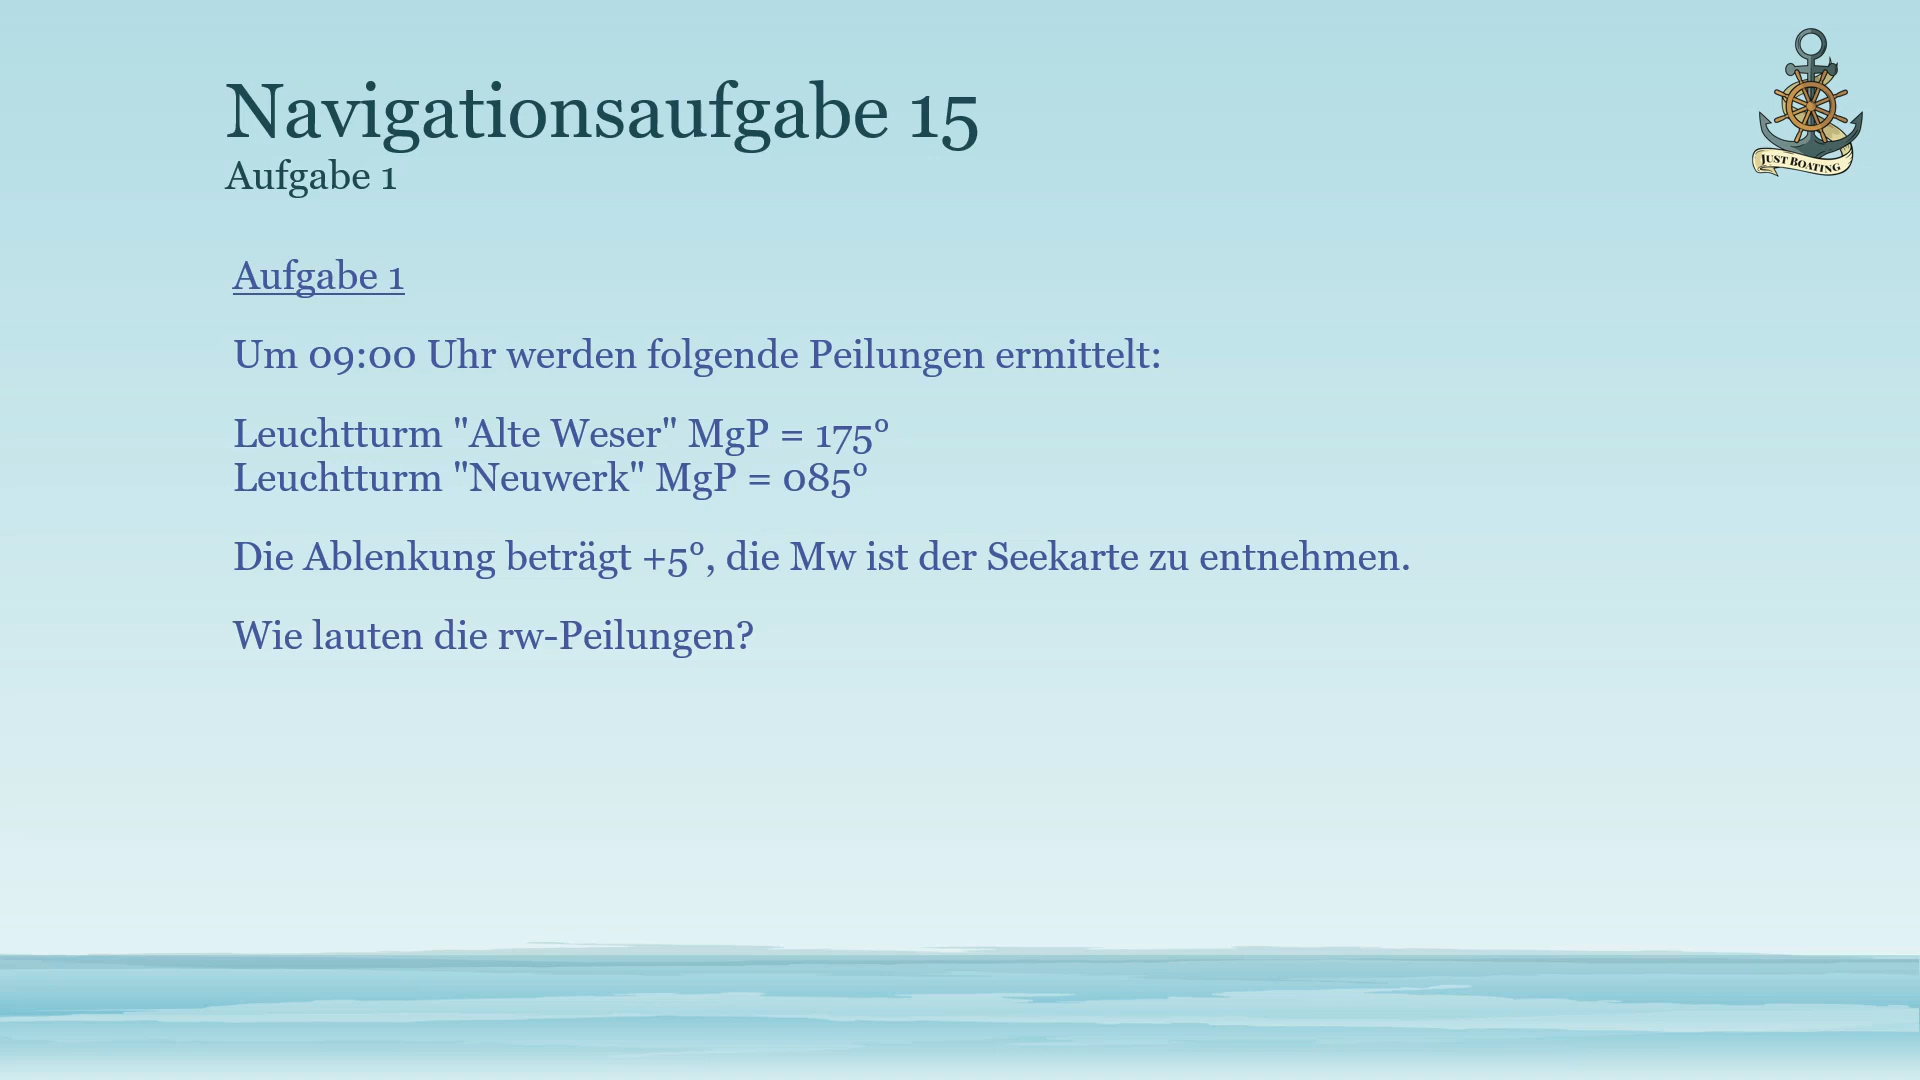 Navigationsaufgabe 15
Aufgabe 1
JUST BOATING
Aufgabe 1
Um 09:00 Uhr werden folgende Peilungen ermittelt:
Leuchtturm "Alte Weser" MgP = 175°
Leuchtturm "Neuwerk" MgP = 085°
Die Ablenkung beträgt +5°, die Mw ist der Seekarte zu entnehmen.
Wie lauten die rw-Peilungen?